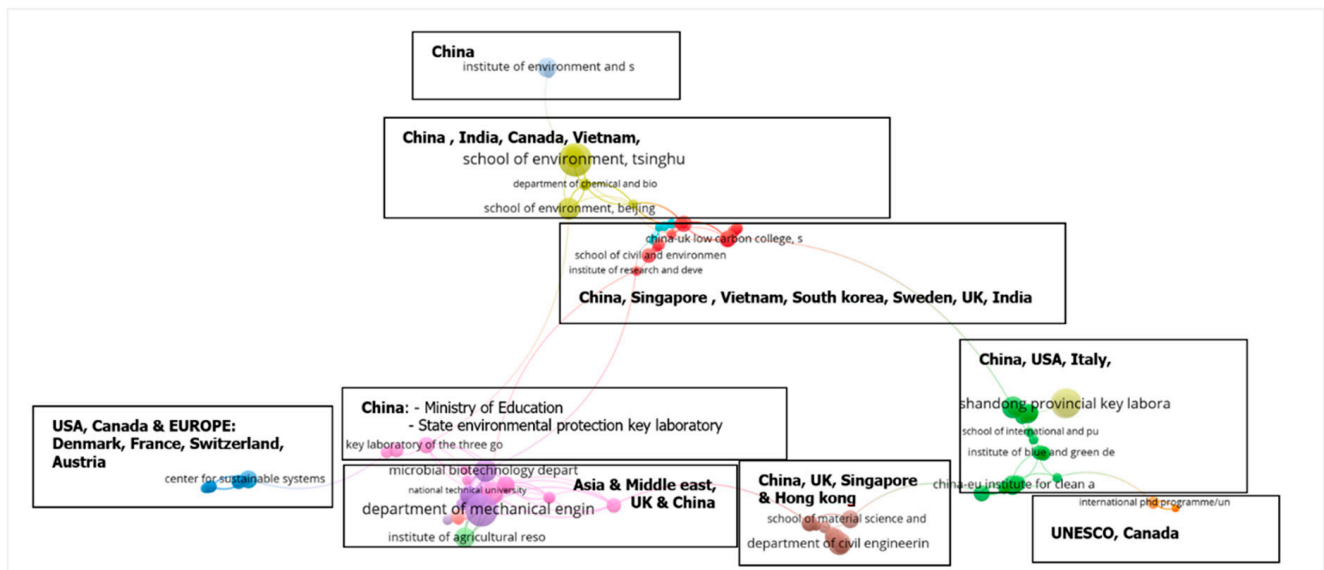 China
institute of environment and s
China , India, Canada, Vietnam,
school of environment, tsinghu
department of chemical and bio
school of environment, beijing
china-uk low carbon college, s
school of civil and environmen
institute of research and deve
China, Singapore , Vietnam, South korea, Sweden, UK, India
China, USA, Italy,
shandong provincial key labora
school of international and pu
institute of blue and green de
china-eu institute for clean a
international phd programme/un
UNESCO, Canada
China: - Ministry of Education
- State environmental protection key laboratory
key laboratory of the three go
USA, Canada & EUROPE:
Denmark, France, Switzerland,
Austria
center for sustainable systems
microbial biotechnology depart
Asia & Middle east,
UK & China
national technical university
department of mechanical engin
institute of agricultural reso
China, UK, Singapore
& Hong kong
school of material science and
department of civil engineerin